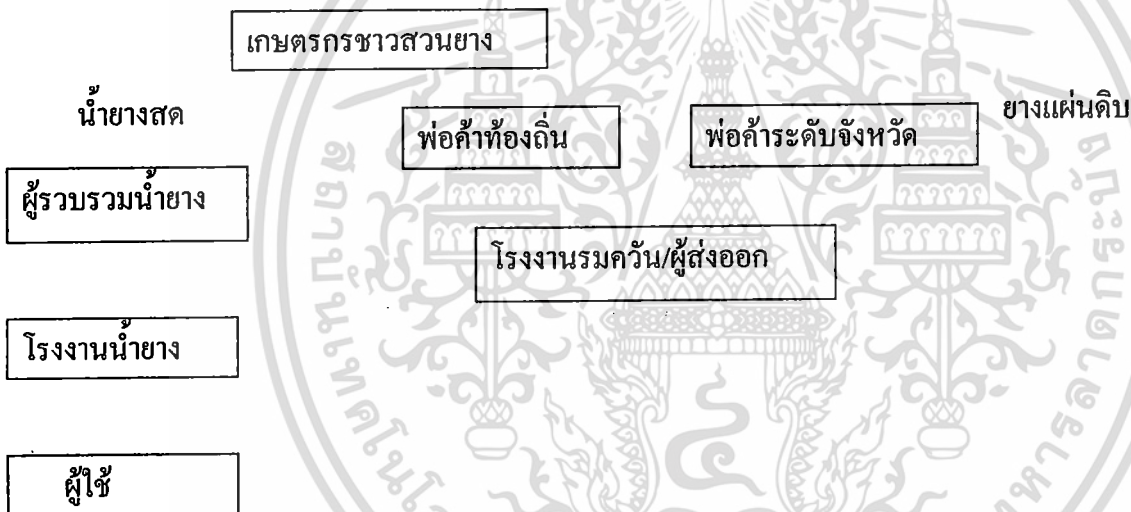 เกษตรกรชาวสวนยาง
น้ำยางสด
พ่อค้าท้องถิ่น
พ่อค้าระดับจังหวัด
ยางแผ่นดิบ
ผู้รวบรวมน้ำยาง
โรงงานรมควัน/ผู้ส่งออก
โรงงานน้ำยาง
ผู้ใช้